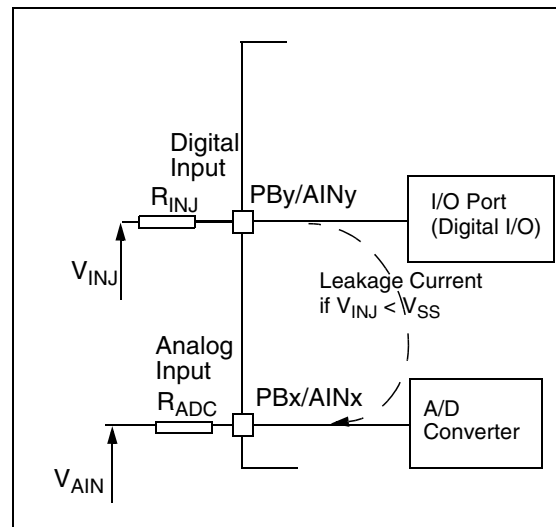 Digital
Input
R_INJ
PBy/AINy
I/O Port
(Digital I/O)
V_INJ
Leakage Current
if V_INJ < V_SS
Analog
Input
R_ADC
PBx/AINx
A/D
Converter
V_AIN